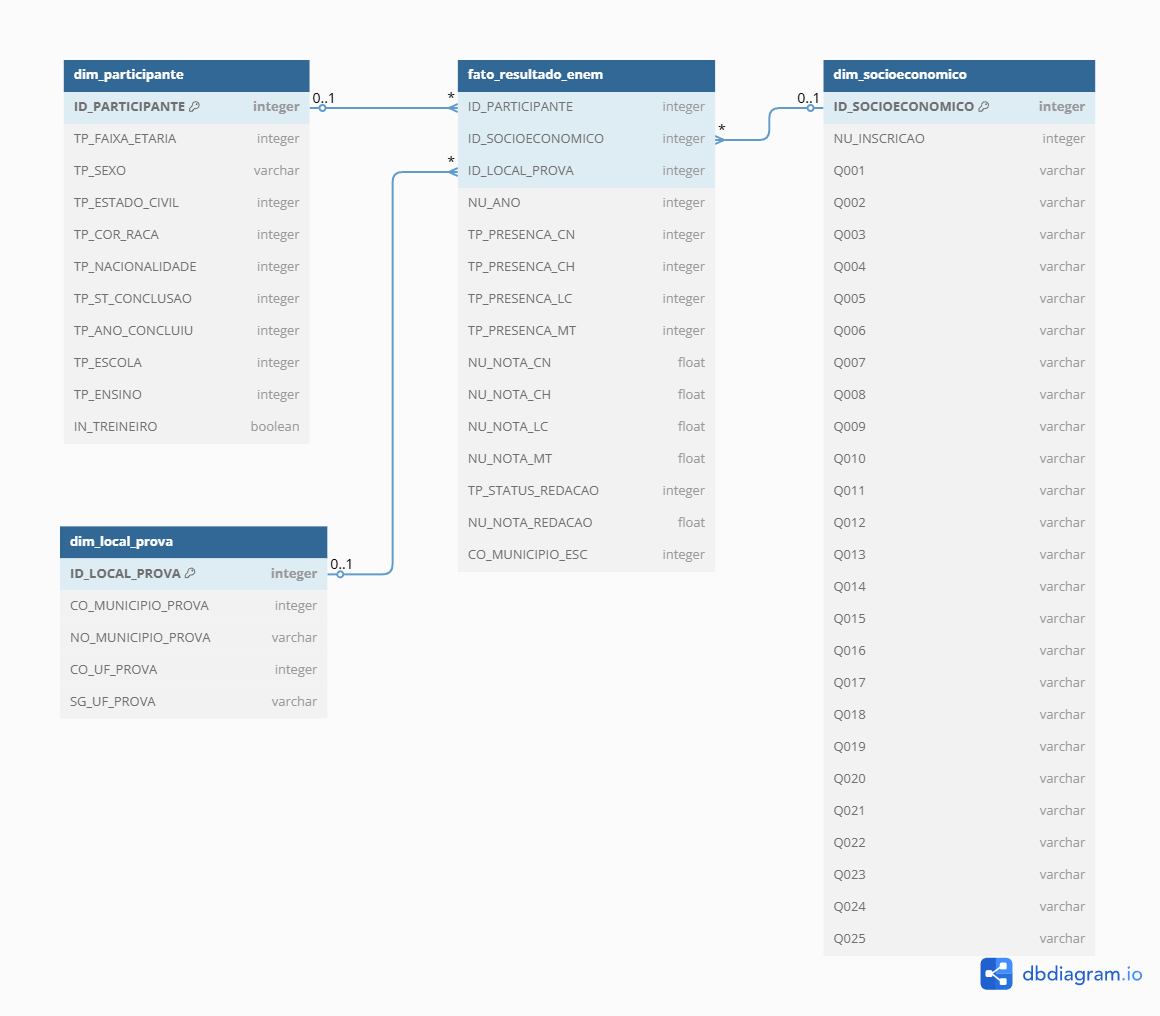 dim_participante
ID_PARTICIPANTE integer
TP_FAIXA_ETARIA integer
TP_SEXO varchar
TP_ESTADO_CIVIL integer
TP_COR_RACA integer
TP_NACIONALIDADE integer
TP_ST_CONCLUSAO integer
TP_ANO_CONCLUIU integer
TP_ESCOLA integer
TP_ENSINO integer
IN_TREINEIRO boolean
0..1
*
fato_resultado_enem
ID_PARTICIPANTE integer
ID_SOCIOECONOMICO integer
ID_LOCAL_PROVA integer
NU_ANO integer
TP_PRESENCA_CN integer
TP_PRESENCA_CH integer
TP_PRESENCA_LC integer
TP_PRESENCA_MT integer
NU_NOTA_CN float
NU_NOTA_CH float
NU_NOTA_LC float
NU_NOTA_MT float
TP_STATUS_REDACAO integer
NU_NOTA_REDACAO float
CO_MUNICIPIO_ESC integer
*
0..1
dim_socioeconomico
ID_SOCIOECONOMICO integer
NU_INSCRICAO integer
Q001 varchar
Q002 varchar
Q003 varchar
Q004 varchar
Q005 varchar
Q006 varchar
Q007 varchar
Q008 varchar
Q009 varchar
Q010 varchar
Q011 varchar
Q012 varchar
Q013 varchar
Q014 varchar
Q015 varchar
Q016 varchar
Q017 varchar
Q018 varchar
Q019 varchar
Q020 varchar
Q021 varchar
Q022 varchar
Q023 varchar
Q024 varchar
Q025 varchar
*
dim_local_prova
ID_LOCAL_PROVA integer
CO_MUNICIPIO_PROVA integer
NO_MUNICIPIO_PROVA varchar
CO_UF_PROVA integer
SG_UF_PROVA varchar
0..1
dbdiagram.io